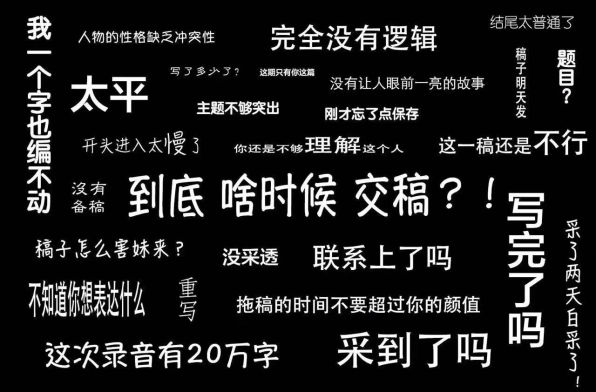 我一个字也编不动
人物的性格缺乏冲突性
完全没有逻辑
结尾太普通了
稿子明天发
题目？
写了多少了？
这期只有你这篇
太平
没有让人眼前一亮的故事
主题不够突出
刚才忘了点保存
开头进入太慢了
你还是不够理解这个人
这一稿还是不行
没有
备稿
到底 啥时候 交稿？！
写完了吗
采了两天白采了！
稿子怎么害妹来？
没采透
联系上了吗
不知道你想表达什么
重写
拖稿的时间不要超过你的颜值
这次录音有20万字
采到了吗